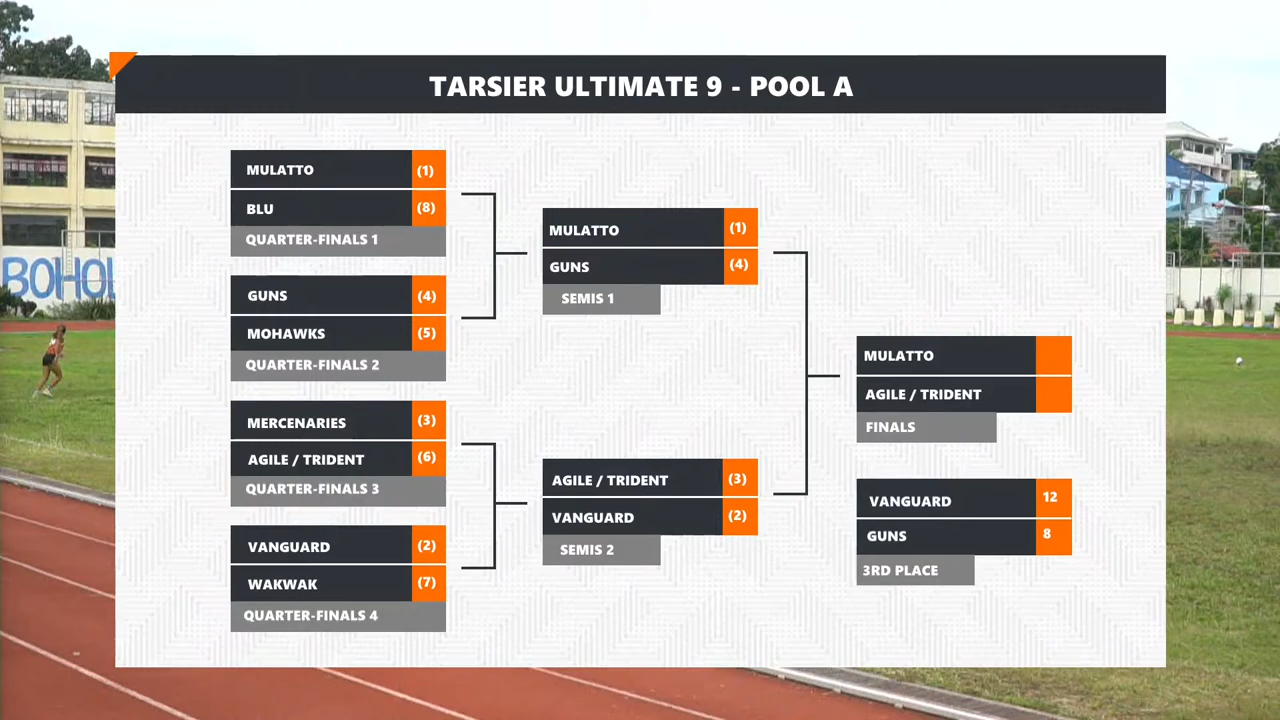 TARSIER ULTIMATE 9 - POOL A
MULATTO (1)
BLU (8)
QUARTER-FINALS 1
GUNS (4)
MOHAWKS (5)
QUARTER-FINALS 2
MERCENARIES (3)
AGILE / TRIDENT (6)
QUARTER-FINALS 3
VANGUARD (2)
WAKWAK (7)
QUARTER-FINALS 4
MULATTO (1)
GUNS (4)
SEMIS 1
AGILE / TRIDENT (3)
VANGUARD (2)
SEMIS 2
MULATTO
AGILE / TRIDENT
FINALS
VANGUARD 12
GUNS 8
3RD PLACE
BOHOL